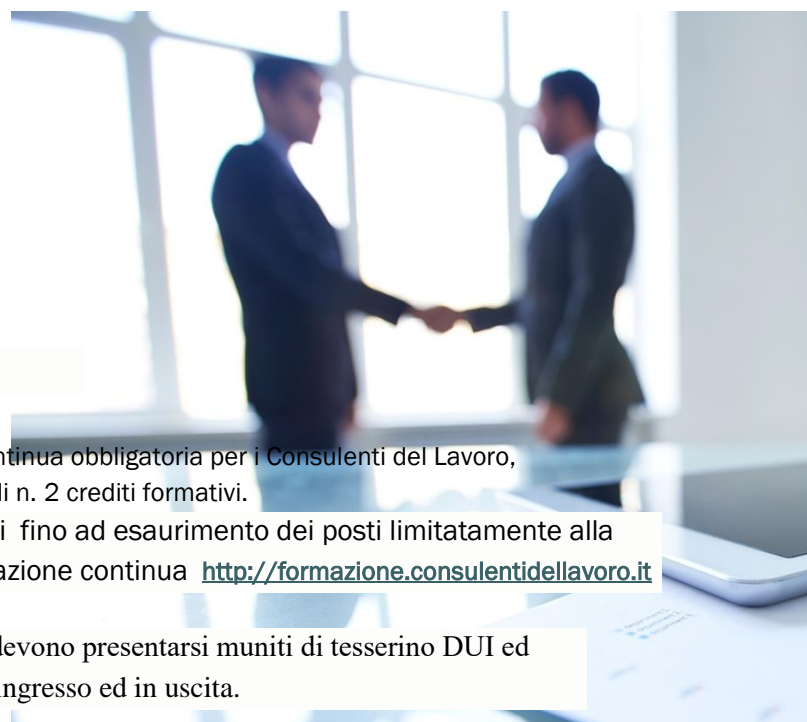 ntinua obbligatoria per i Consulenti del Lavoro,
li n. 2 crediti formativi.
i fino ad esaurimento dei posti limitatamente alla
azione continua http://formazione.consulentidellavoro.it
devono presentarsi muniti di tesserino DUI ed
ingresso ed in uscita.